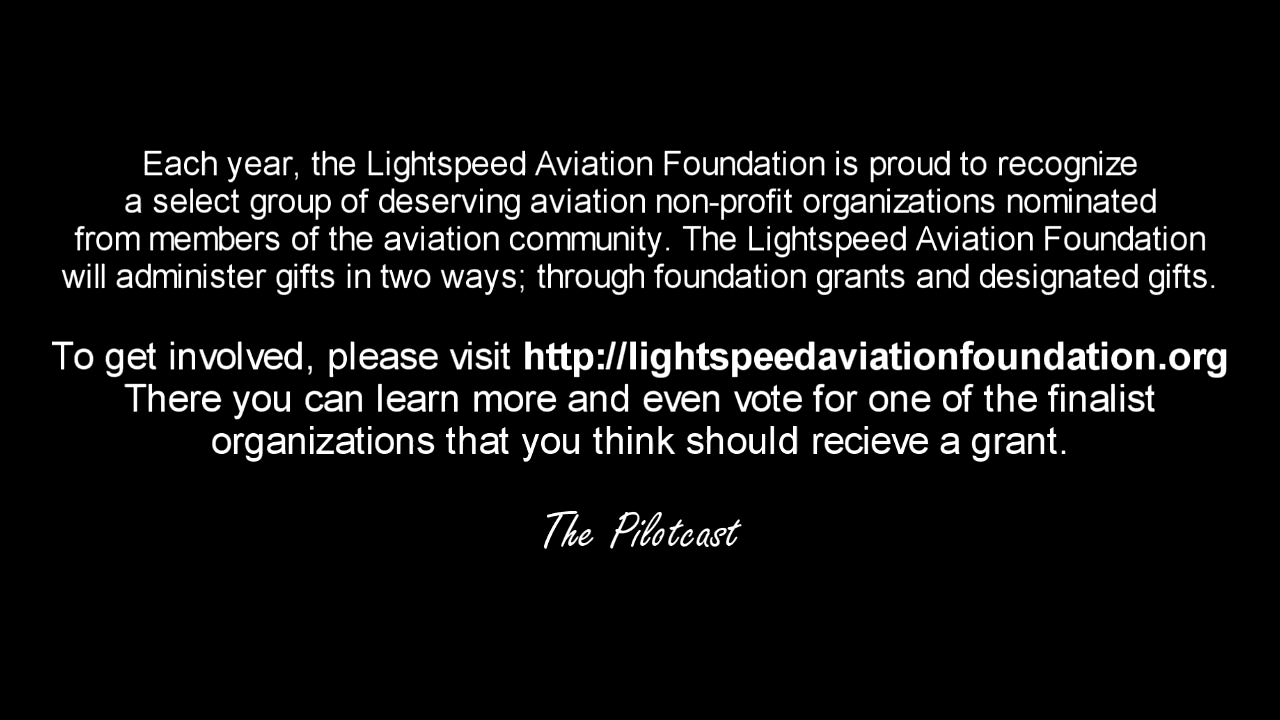 Each year, the Lightspeed Aviation Foundation is proud to recognize
a select group of deserving aviation non-profit organizations nominated
from members of the aviation community. The Lightspeed Aviation Foundation
will administer gifts in two ways; through foundation grants and designated gifts.
To get involved, please visit http://lightspeedaviationfoundation.org
There you can learn more and even vote for one of the finalist
organizations that you think should recieve a grant.
The Pilotcast